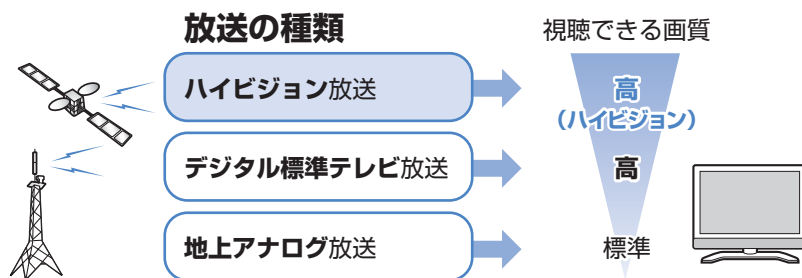 放送の種類
視聴できる画質
ハイビジョン放送
高
(ハイビジョン)
デジタル標準テレビ放送
高
地上アナログ放送
標準